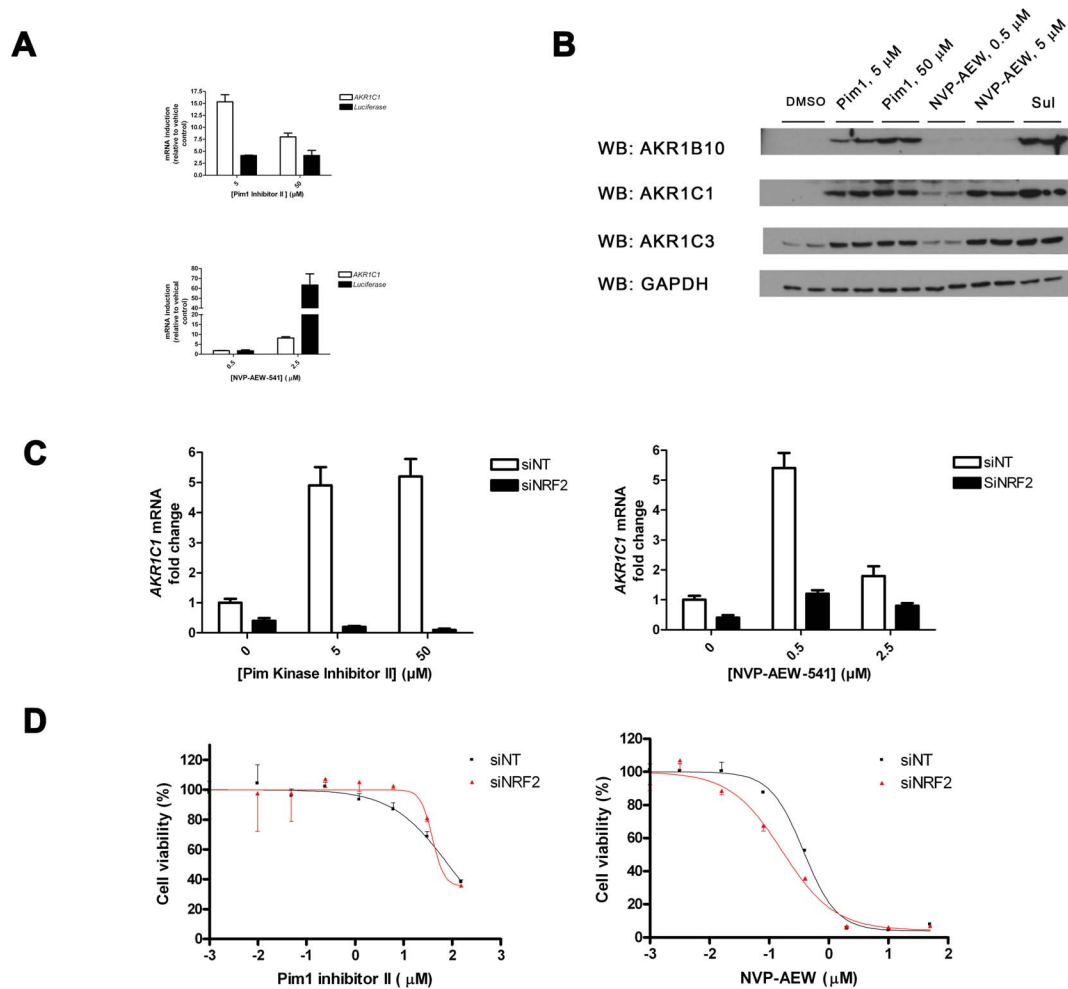 A
mRNA induction
(relative to vehicle
control)
17.5
15.0
12.5
10.0
7.5
5.0
2.5
0.0
5
50
[Pim1 Inhibitor II ] (μM)
AKR1C1
Luciferase
mRNA induction
(relative to vehical
control)
80
70
60
50
40
30
20
15
10
5
0
0.5
2.5
[NVP-AEW-541] ( μM)
AKR1C1
Luciferase
B
DMSO
Pim1, 5 μM
Pim1, 50 μM
NVP-AEW, 0.5 μM
NVP-AEW, 5 μM
Sul
WB: AKR1B10
WB: AKR1C1
WB: AKR1C3
WB: GAPDH
C
AKR1C1 mRNA
fold change
6
5
4
3
2
1
0
0
5
50
[Pim Kinase Inhibitor II] (μM)
siNT
siNRF2
AKR1C1 mRNA
fold change
6
5
4
3
2
1
0
0
0.5
2.5
[NVP-AEW-541] (μM)
siNT
SiNRF2
D
Cell viability (%)
120
100
80
60
40
20
0
-3
-2
-1
0
1
2
3
Pim1 inhibitor II ( μM)
siNT
siNRF2
Cell viability (%)
120
100
80
60
40
20
0
-3
-2
-1
0
1
2
NVP-AEW (μM)
siNT
siNRF2